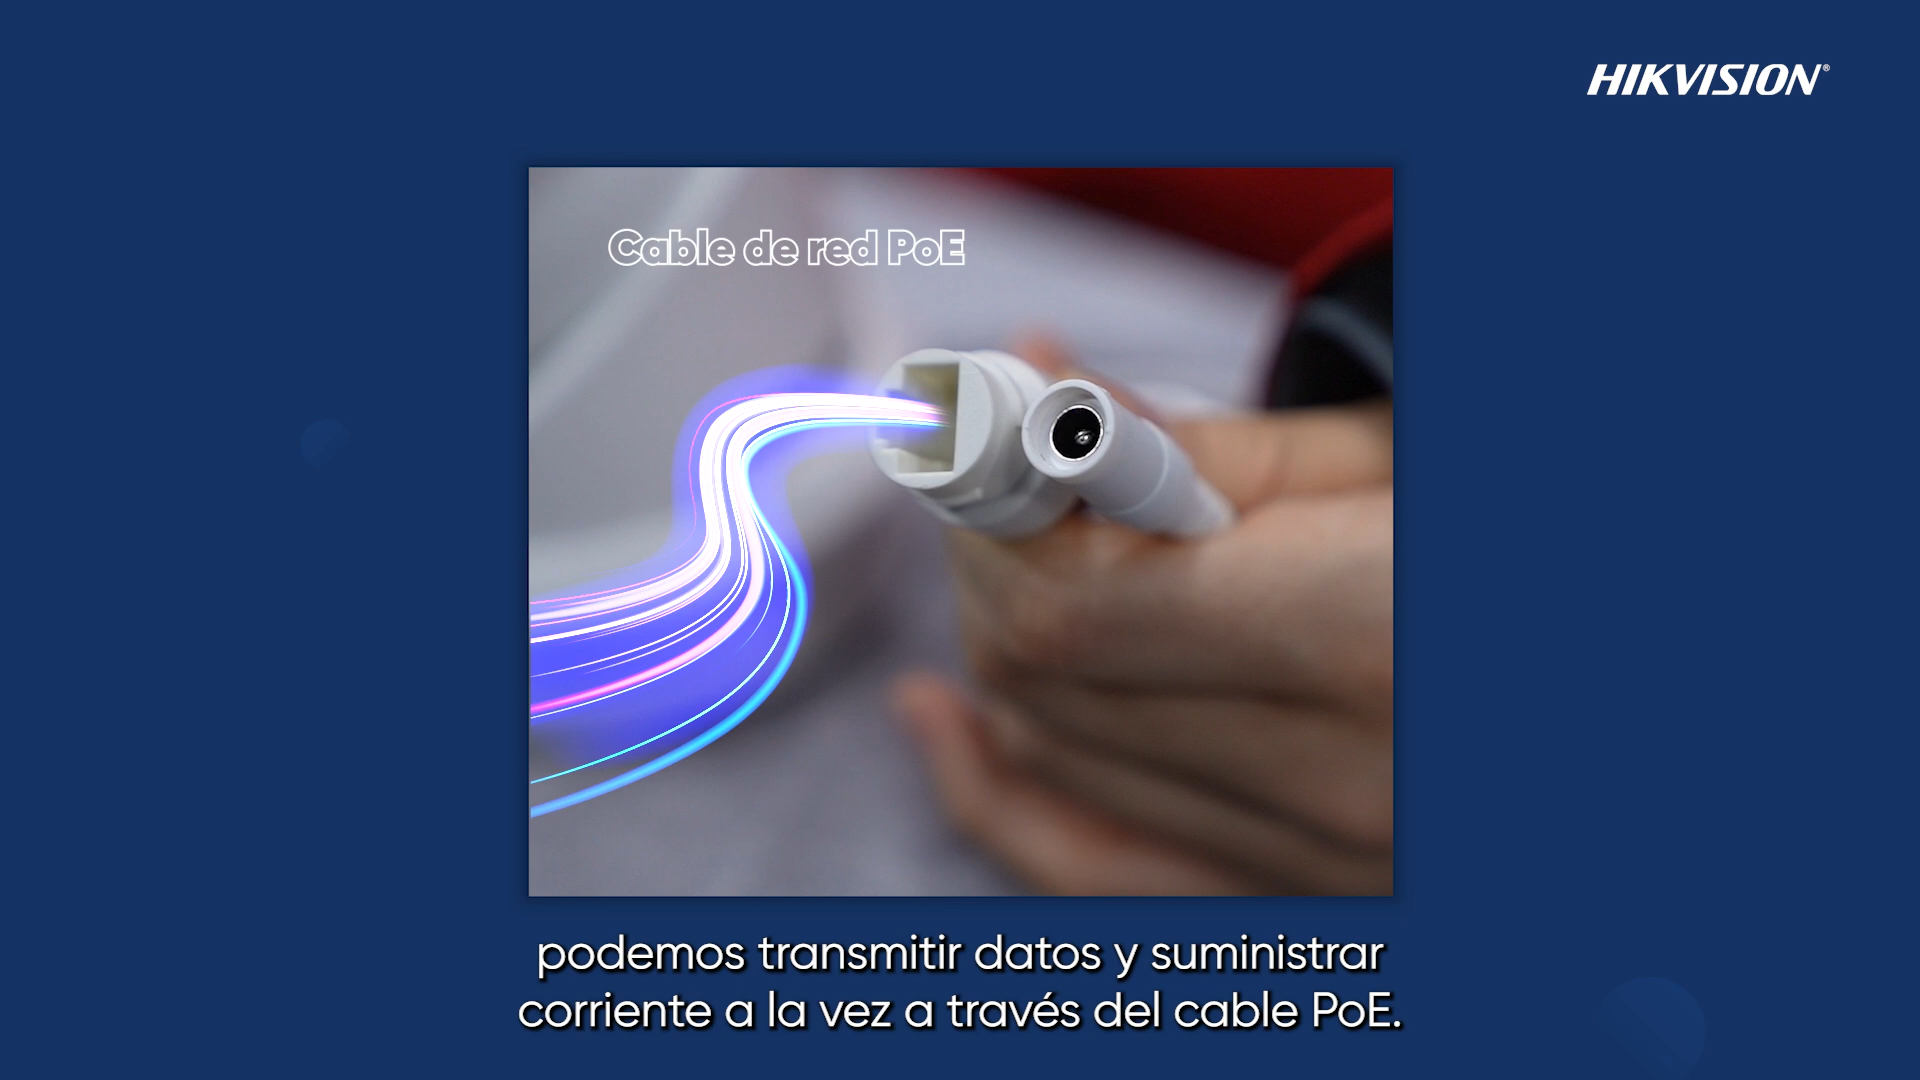 HIKVISION®
Cable de red PoE
podemos transmitir datos y suministrar
corriente a la vez a través del cable PoE.